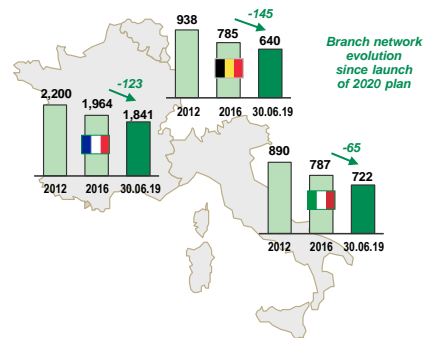 Branch network
evolution
since launch
of 2020 plan
938
-145
785
640
2012 2016 30.06.19
2,200
-123
1,964
1,841
2012 2016 30.06.19
890
-65
787
722
2012 2016 30.06.19